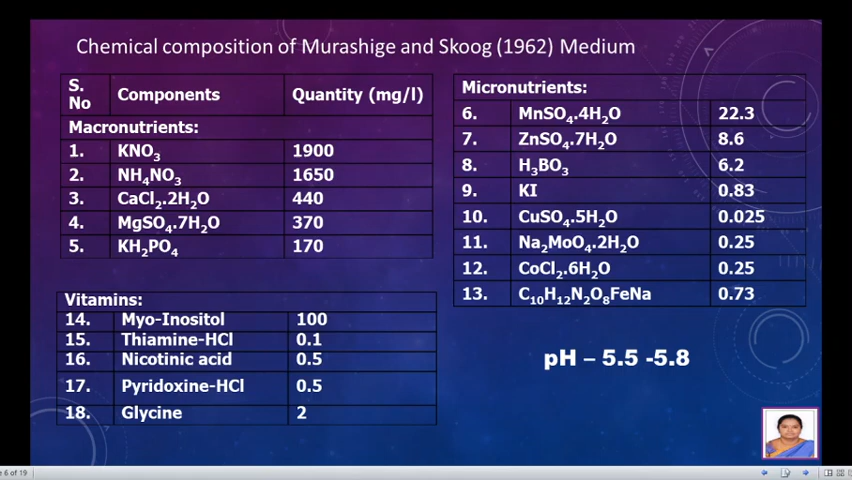 Chemical composition of Murashige and Skoog (1962) Medium
S. No Components Quantity (mg/l)
Macronutrients:
1. KNO3 1900
2. NH4NO3 1650
3. CaCl2.2H2O 440
4. MgSO4.7H2O 370
5. KH2PO4 170
Micronutrients:
6. MnSO4.4H2O 22.3
7. ZnSO4.7H2O 8.6
8. H3BO3 6.2
9. KI 0.83
10. CuSO4.5H2O 0.025
11. Na2MoO4.2H2O 0.25
12. CoCl2.6H2O 0.25
13. C10H12N2O8FeNa 0.73
Vitamins:
14. Myo-Inositol 100
15. Thiamine-HCl 0.1
16. Nicotinic acid 0.5
17. Pyridoxine-HCl 0.5
18. Glycine 2
pH – 5.5 -5.8
6 of 19